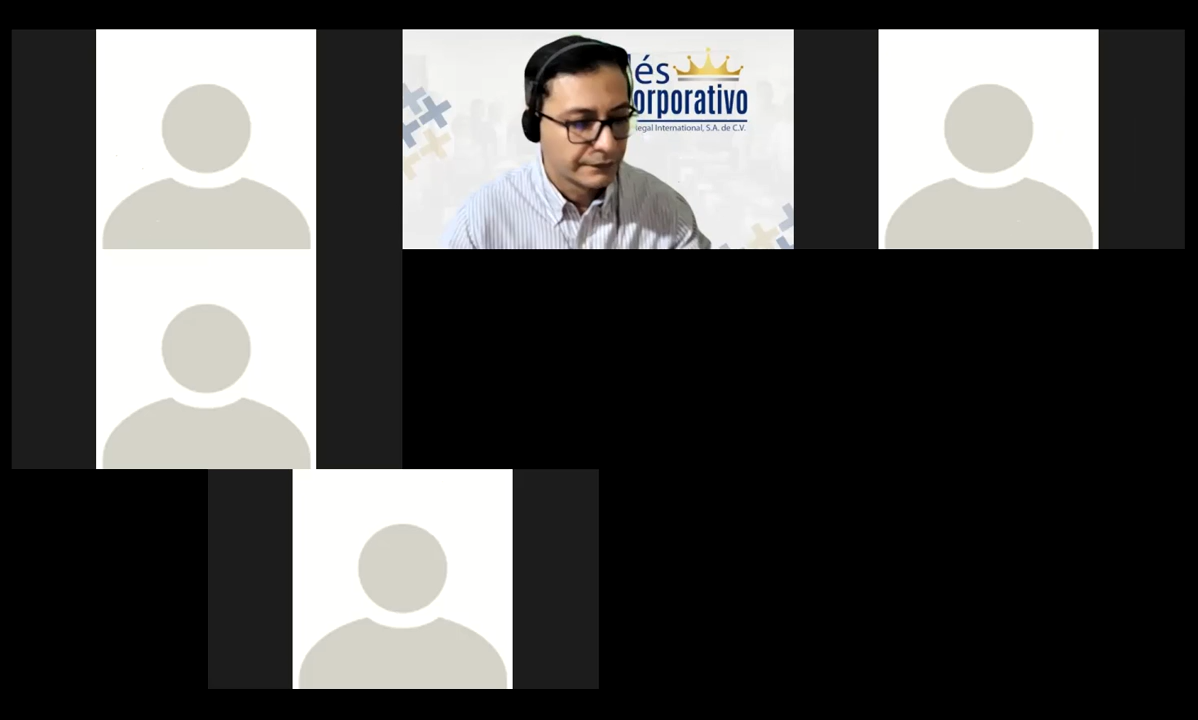 és
orporativo
legal International, S.A. de C.V.